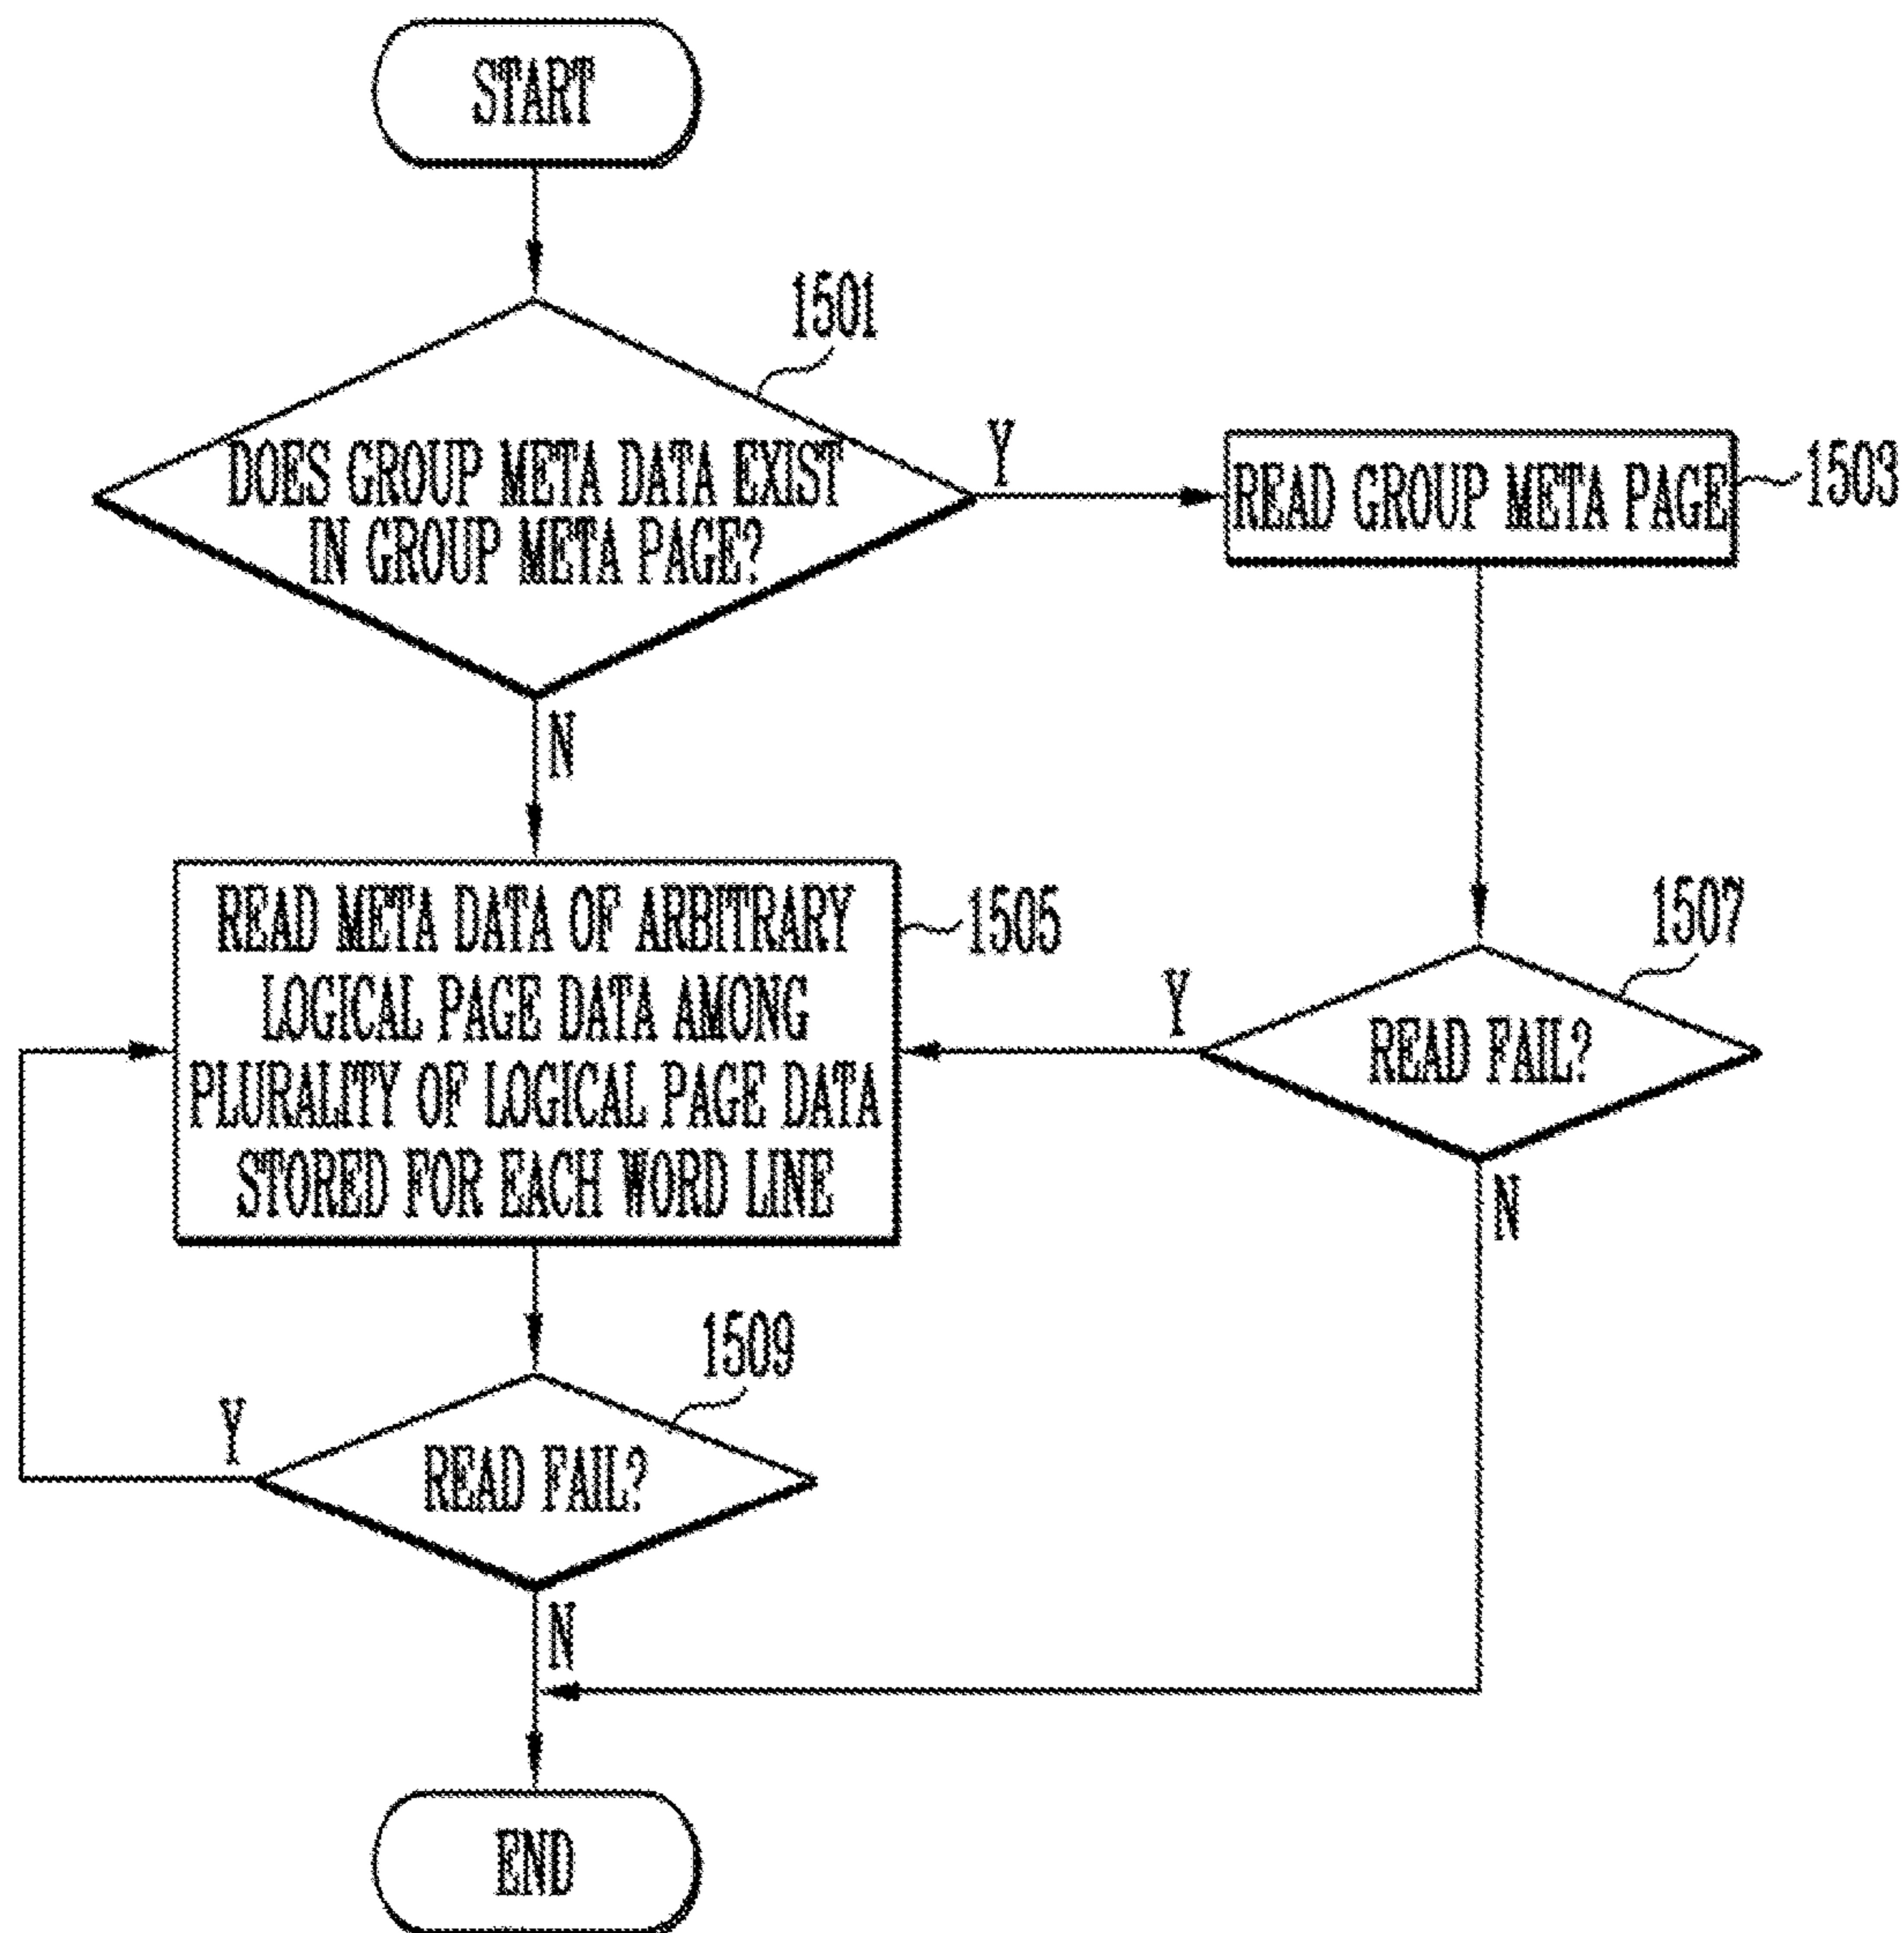 START
1501
DOES GROUP META DATA EXIST
IN GROUP META PAGE?
Y
READ GROUP META PAGE
1503
N
READ META DATA OF ARBITRARY
LOGICAL PAGE DATA AMONG
PLURALITY OF LOGICAL PAGE DATA
STORED FOR EACH WORD LINE
1505
1507
Y
READ FAIL?
N
1509
Y
READ FAIL?
N
END